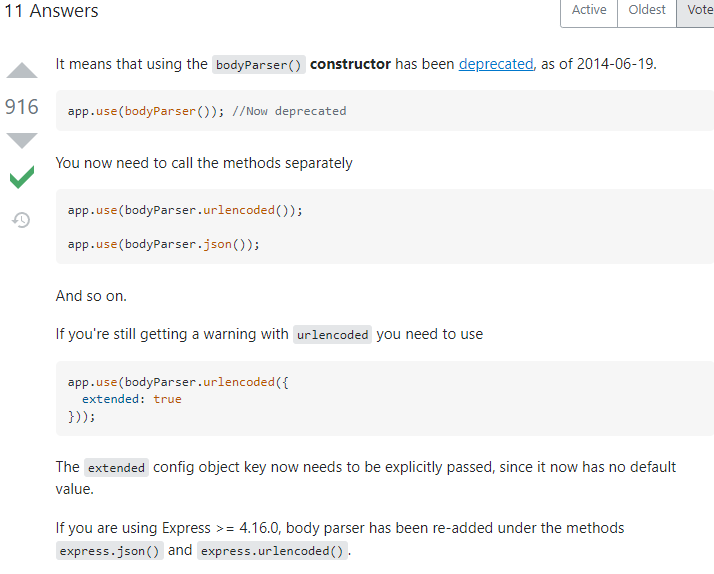 11 Answers
Active Oldest Vote
It means that using the bodyParser() constructor has been deprecated, as of 2014-06-19.
916
app.use(bodyParser()); //Now deprecated
You now need to call the methods separately
app.use(bodyParser.urlencoded());
app.use(bodyParser.json());
And so on.
If you're still getting a warning with urlencoded you need to use
app.use(bodyParser.urlencoded({
  extended: true
}));
The extended config object key now needs to be explicitly passed, since it now has no default
value.
If you are using Express >= 4.16.0, body parser has been re-added under the methods
express.json() and express.urlencoded().